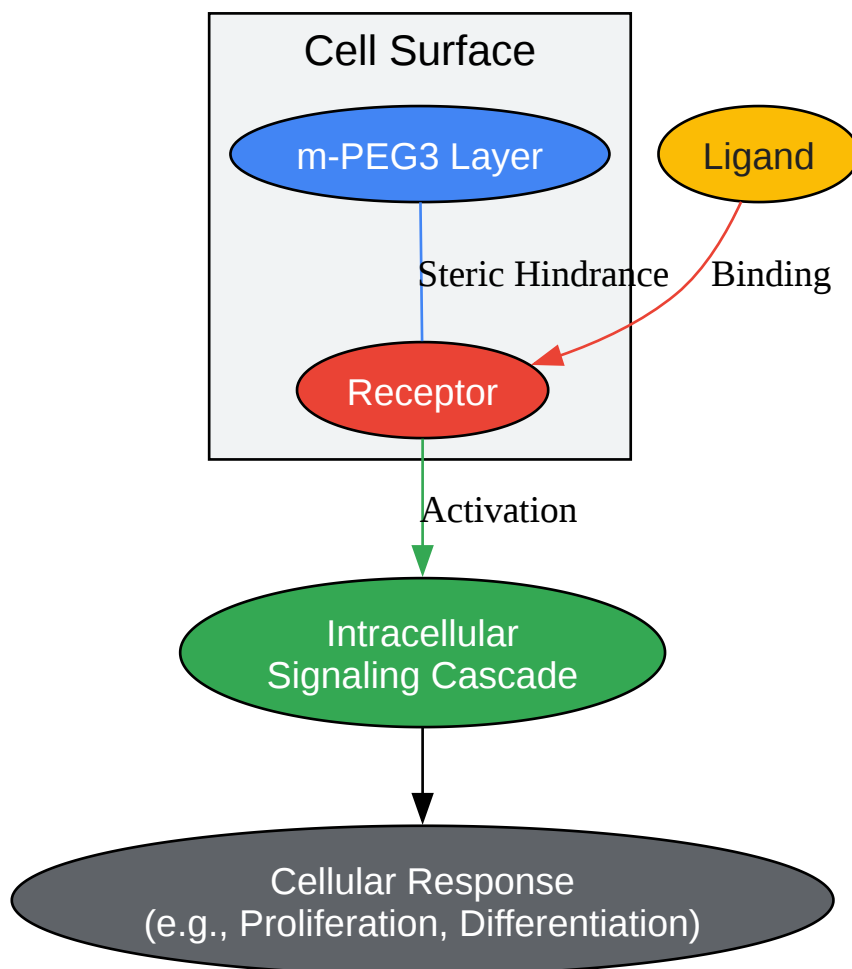 Cell Surface
m-PEG3 Layer
Ligand
Steric Hindrance
Binding
Receptor
Activation
Intracellular
Signaling Cascade
Cellular Response
(e.g., Proliferation, Differentiation)